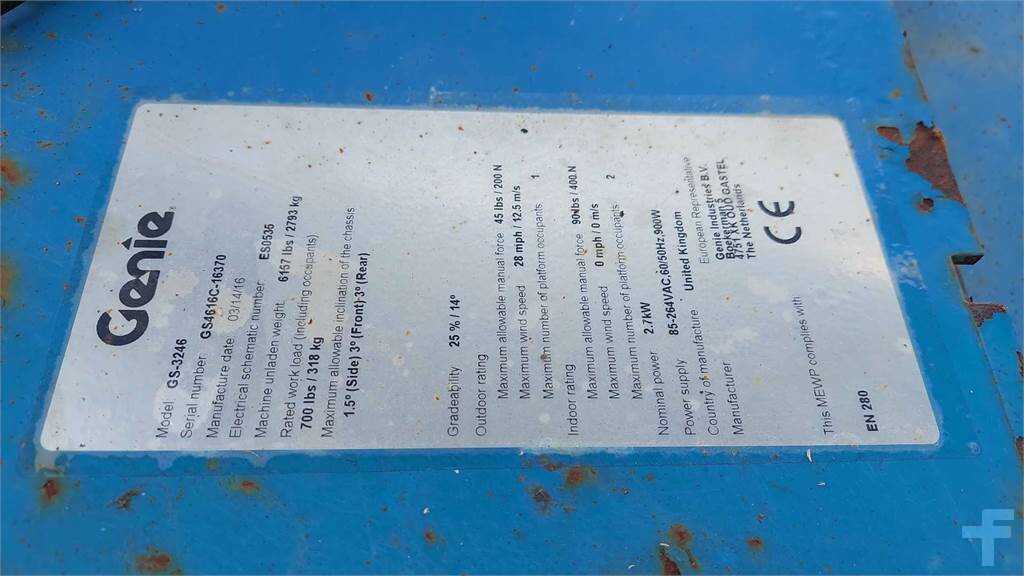 Genie
Model GS-3246
Serial number GS4616C-16370
Manufacture date 03/14/16
Electrical schematic number ES0536
Machine unladen weight 6157 lbs / 2793 kg
Rated work load (including occupants)
700 lbs / 318 kg
Maximum allowable inclination of the chassis
1.5° (Side) 3° (Front) 3° (Rear)
Gradeability 25 % / 14°
Outdoor rating
Maximum allowable manual force 45 lbs / 200 N
Maximum wind speed 28 mph / 12.5 m/s
Maximum number of platform occupants 1
Indoor rating
Maximum allowable manual force 90 lbs / 400 N
Maximum wind speed 0 mph / 0 m/s
Maximum number of platform occupants 2
Nominal power 2.7kW
Power supply 85-264VAC,60/50Hz,900W
Country of manufacture United Kingdom
Manufacturer European Representative
Genie Industries B.V.
Boekerman 5
4751 XK OUD GASTEL
The Netherlands
CE
This MEWP complies with:
EN 280